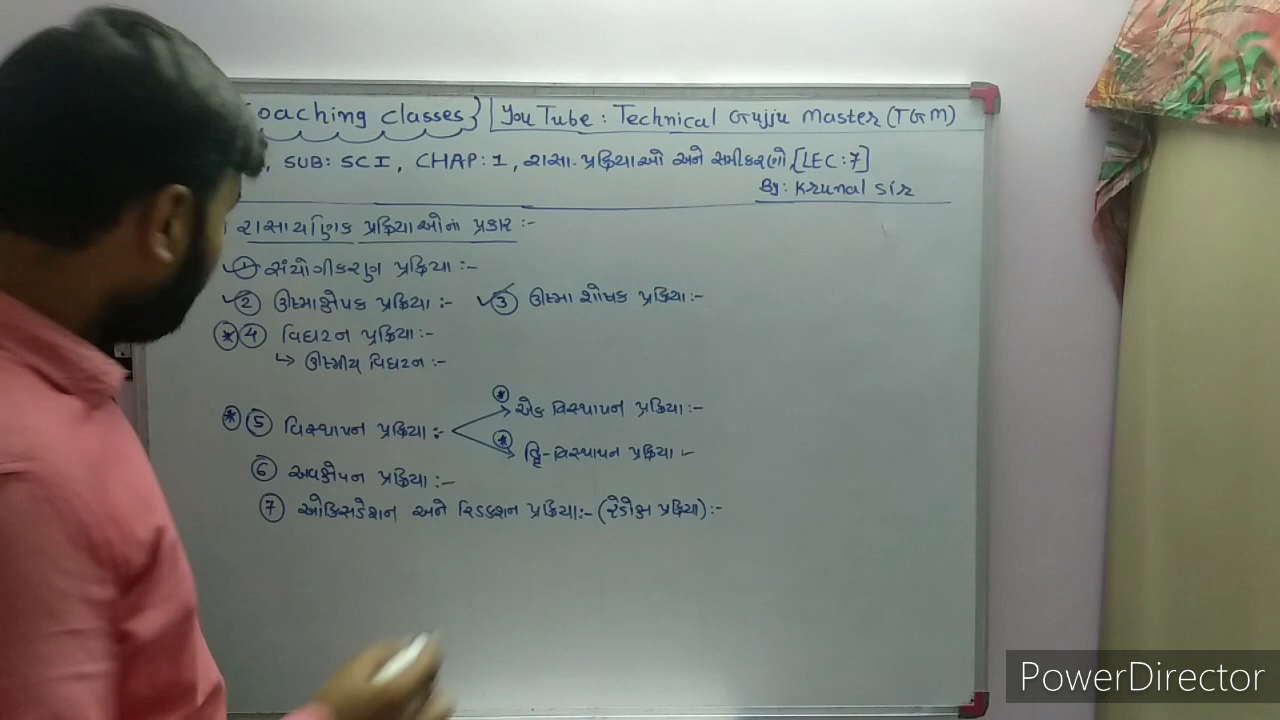 oaching classes} | YouTube : Technical Gujju Master (TGM)
, SUB: SCI, CHAP: 1, રાસા. પ્રક્રિયાઓ અને સમીકરણો, [LEC: 7]
By: Krunal Sir
રાસાયણિક પ્રક્રિયાઓનાં પ્રકાર :-
① સંયોગીકરણ પ્રક્રિયા :-
② ઊષ્માક્ષેપક પ્રક્રિયા :- ③ ઊષ્મા શોષક પ્રક્રિયા :-
* ④ વિઘટન પ્રક્રિયા :-
↳ ઊષ્મીય વિઘટન :-
* એક વિસ્થાપન પ્રક્રિયા :-
* ⑤ વિસ્થાપન પ્રક્રિયા :-
* દ્વિ-વિસ્થાપન પ્રક્રિયા :-
⑥ અવક્ષેપન પ્રક્રિયા :-
⑦ ઓક્સિડેશન અને રિડક્શન પ્રક્રિયા :- (રેડોક્ષ પ્રક્રિયા) :-
PowerDirector